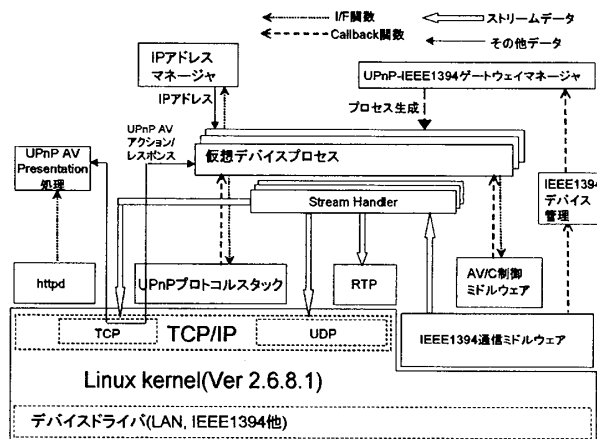 I/F関数
Callback関数
ストリームデータ
その他データ
IPアドレス
マネージャ
UPnP-IEEE1394ゲートウェイマネージャ
IPアドレス
プロセス生成
UPnP AV
アクション/
レスポンス
UPnP AV
Presentation
処理
仮想デバイスプロセス
IEEE1394
デバイス
管理
Stream Handler
httpd
UPnPプロトコルスタック
RTP
AV/C制御
ミドルウェア
TCP
TCP/IP
UDP
IEEE1394通信ミドルウェア
Linux kernel(Ver 2.6.8.1)
デバイスドライバ(LAN, IEEE1394他)